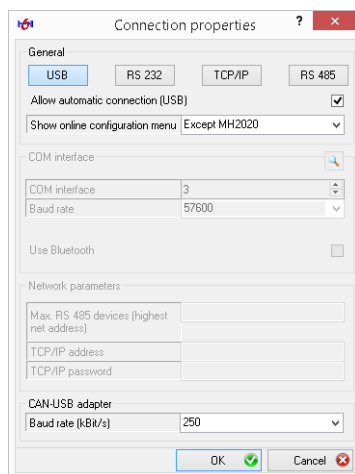 Connection properties ? ×
General
USB RS 232 TCP/IP RS 485
Allow automatic connection (USB)
Show online configuration menu Except MH2020
COM interface
COM interface 3
Baud rate 57600
Use Bluetooth
Network parameters
Max. RS 485 devices (highest
net address)
TCP/IP address
TCP/IP password
CAN-USB adapter
Baud rate (kBit/s) 250
OK Cancel